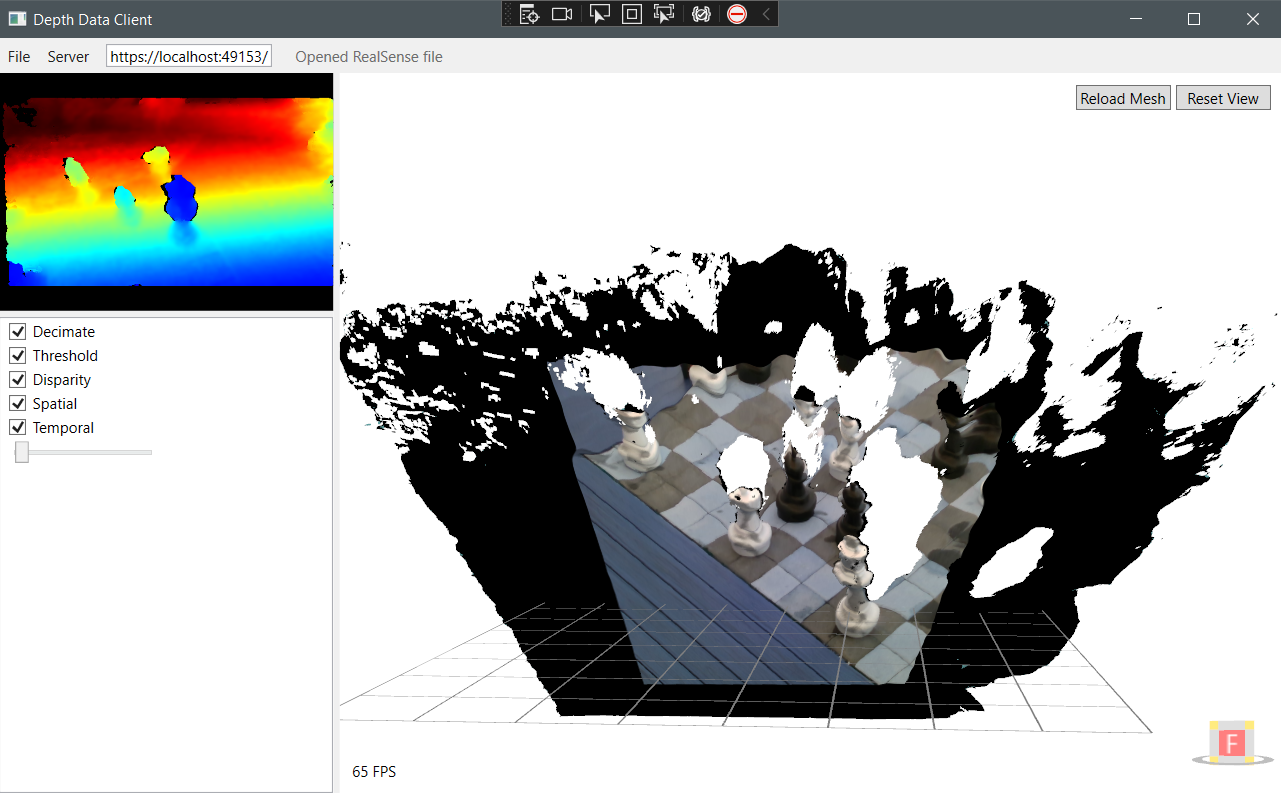 Depth Data Client
File Server https://localhost:49153/ Opened RealSense file
Reload Mesh Reset View
Decimate
Threshold
Disparity
Spatial
Temporal
F
65 FPS